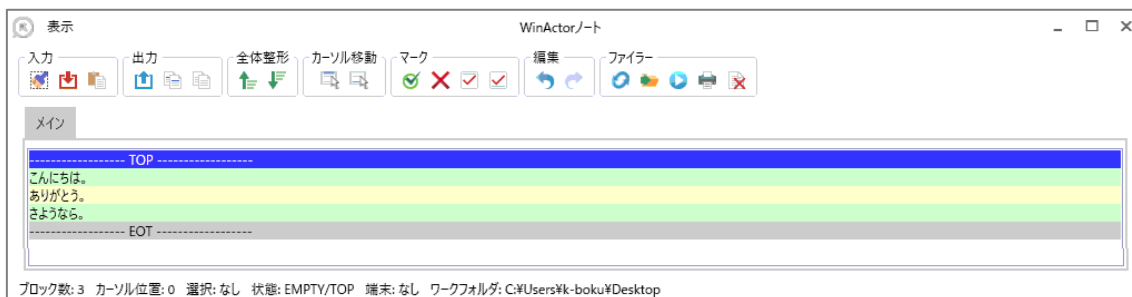 表示 WinActorノート
入力 出力 全体整形 カーソル移動 マーク 編集 ファイラー
メイン
------------------ TOP ------------------
こんにちは。
ありがとう。
さようなら。
------------------ EOT ------------------
ブロック数: 3 カーソル位置: 0 選択: なし 状態: EMPTY/TOP 端末: なし ワークフォルダ: C:¥Users¥k-boku¥Desktop